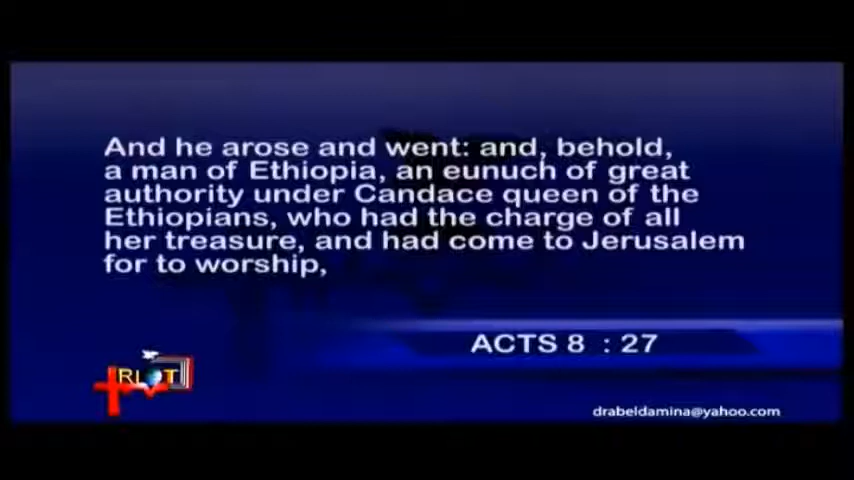 And he arose and went: and, behold,
a man of Ethiopia, an eunuch of great
authority under Candace queen of the
Ethiopians, who had the charge of all
her treasure, and had come to Jerusalem
for to worship,
ACTS 8 : 27
RIOT
drabeldamina@yahoo.com